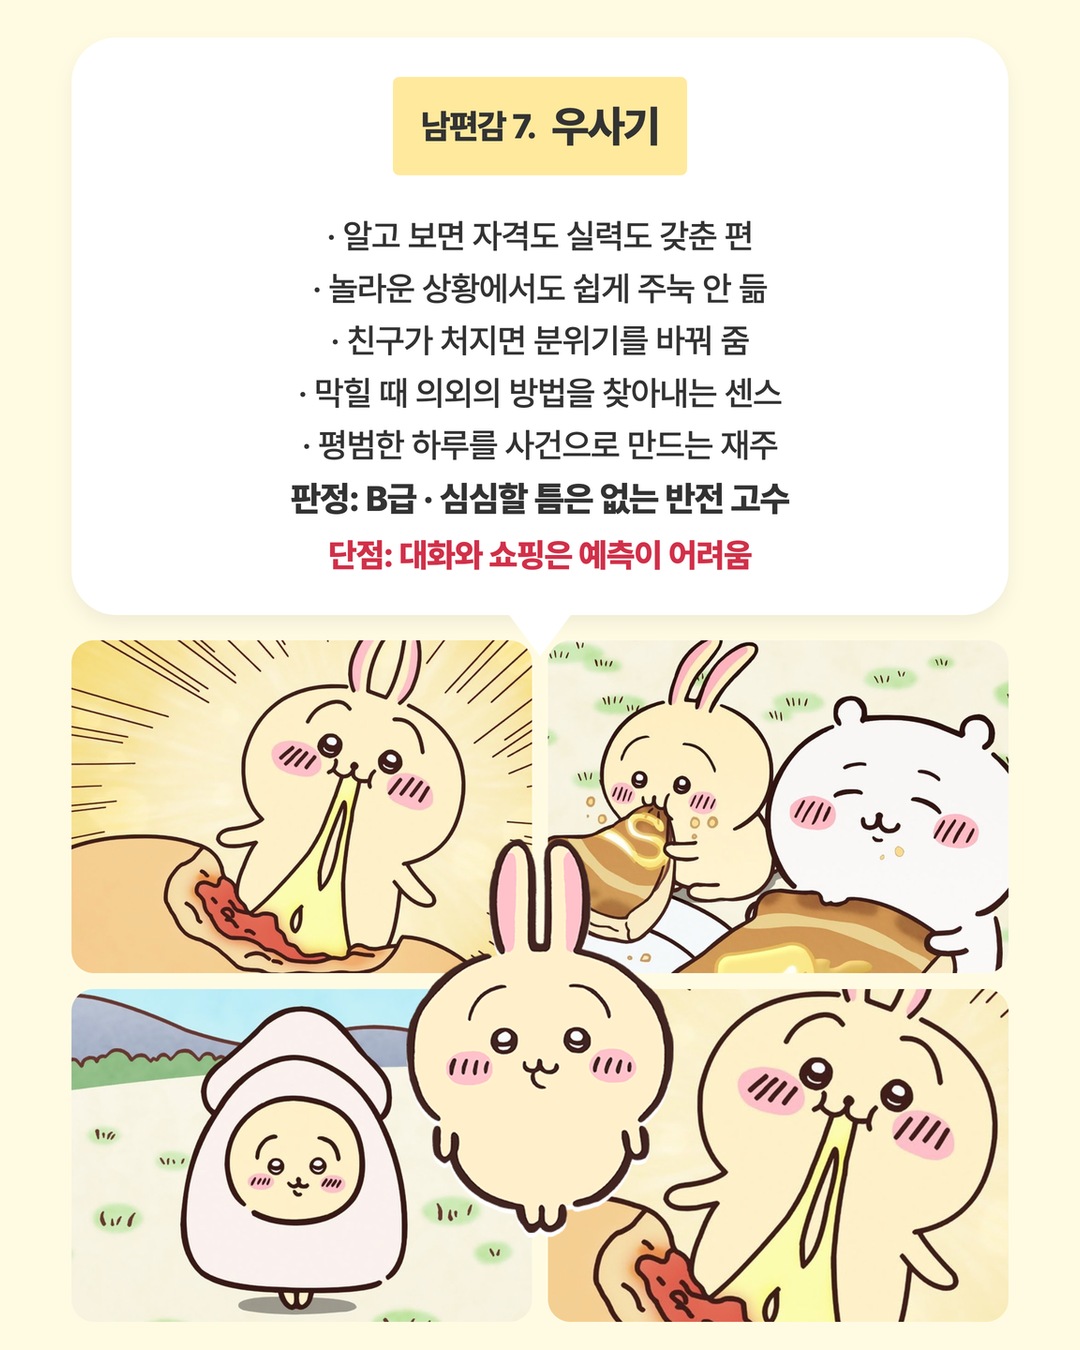 남편감 7. 우사기
· 알고 보면 자격도 실력도 갖춘 편
· 놀라운 상황에서도 쉽게 주눅 안 듦
· 친구가 처지면 분위기를 바꿔 줌
· 막힐 때 의외의 방법을 찾아내는 센스
· 평범한 하루를 사건으로 만드는 재주
판정: B급 · 심심할 틈은 없는 반전 고수
단점: 대화와 쇼핑은 예측이 어려움